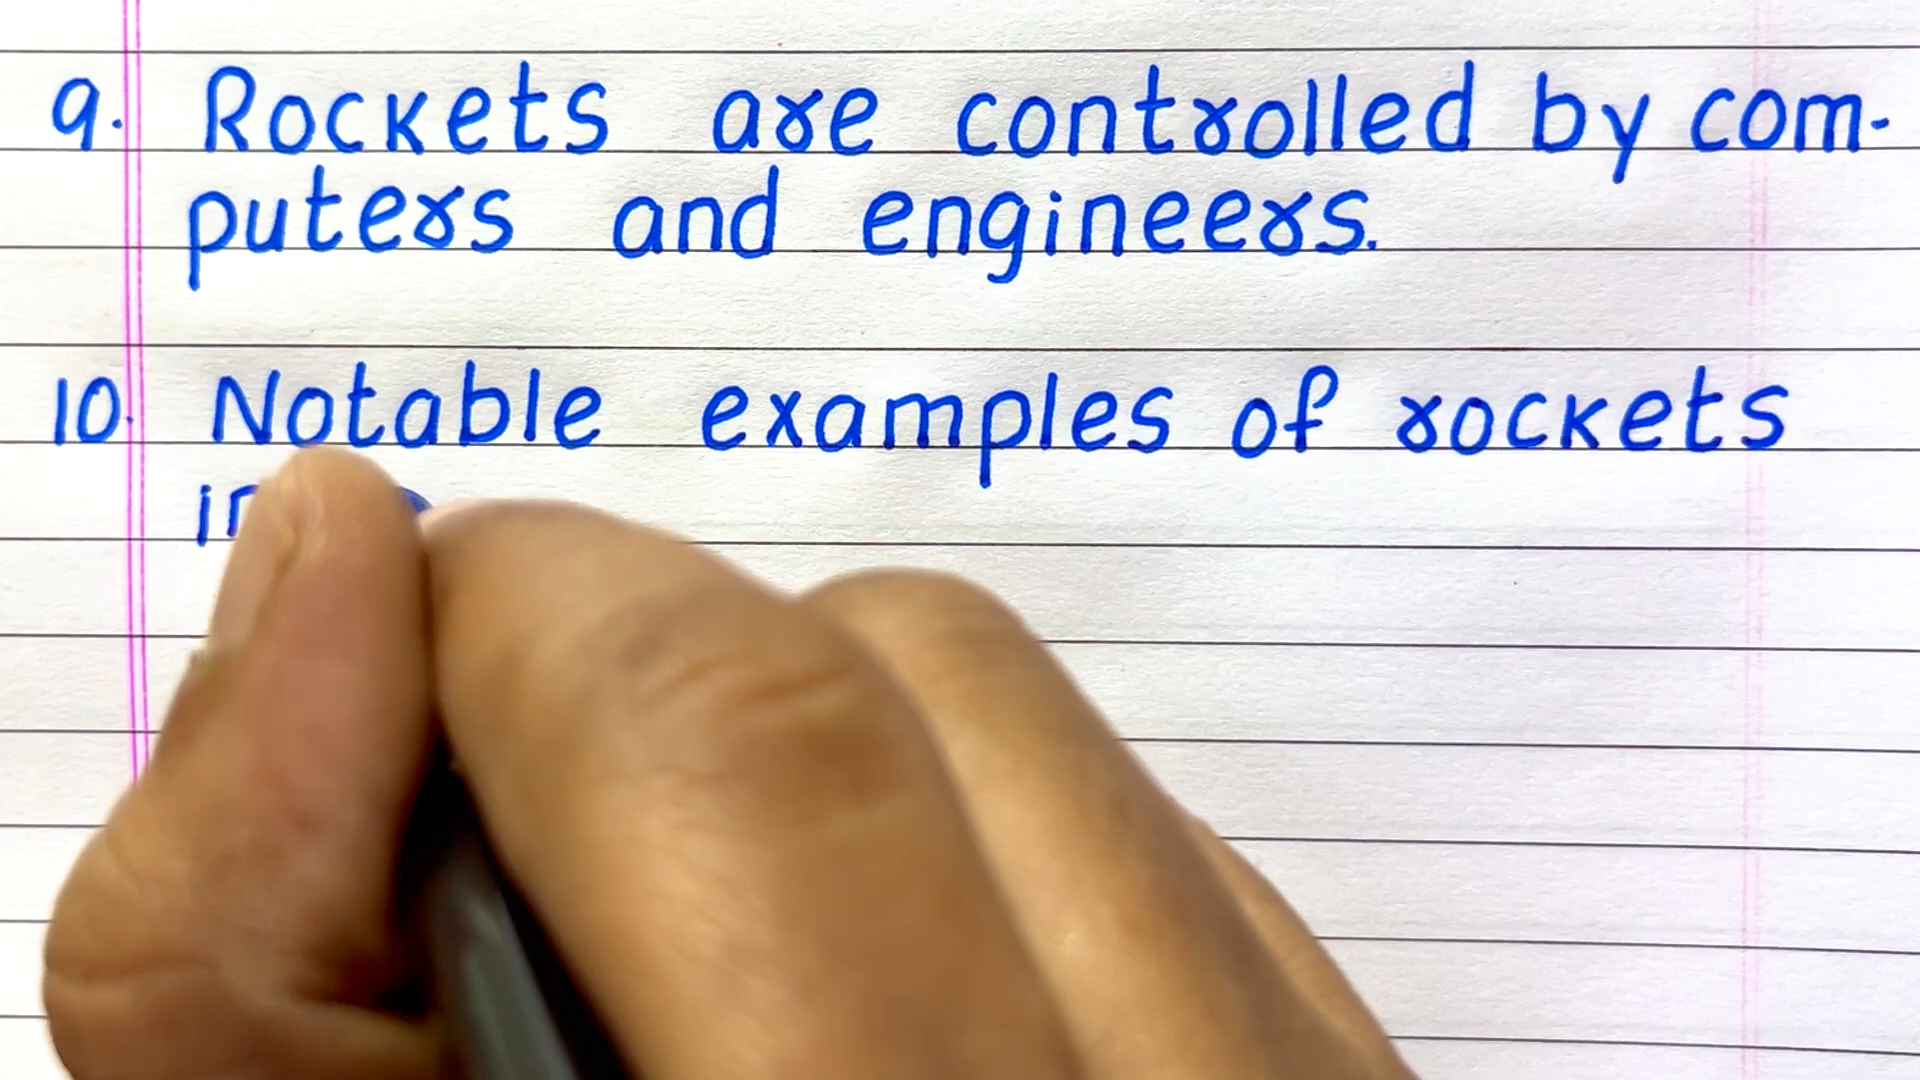 9. Rockets are controlled by com-
puters and engineers.
10. Notable examples of rockets